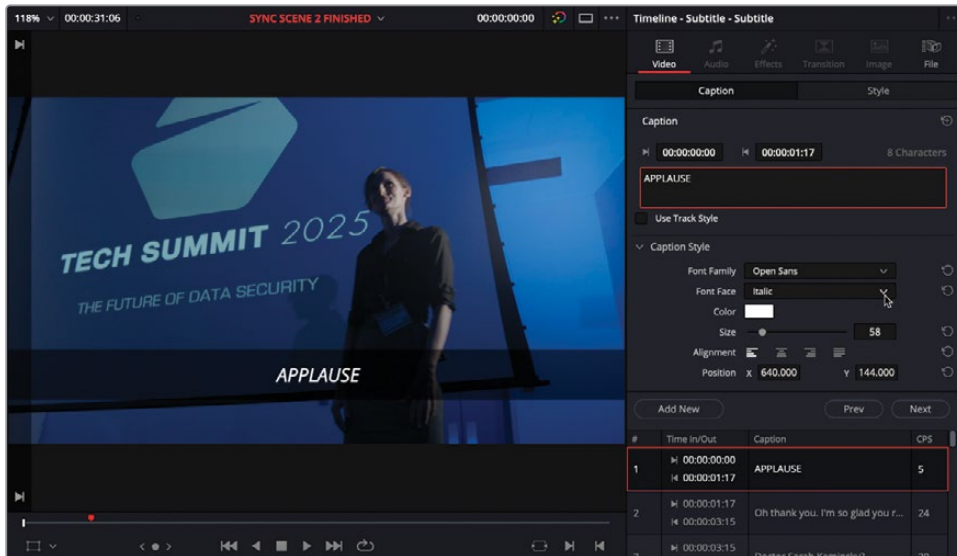 118% 00:00:31:06 SYNC SCENE 2 FINISHED 00:00:00:00
TECH SUMMIT 2025
THE FUTURE OF DATA SECURITY
APPLAUSE
Timeline - Subtitle - Subtitle
Video Audio Effects Transition Image File
Caption Style
Caption
00:00:00:00 00:00:01:17 8 Characters
APPLAUSE
Use Track Style
Caption Style
Font Family Open Sans
Font Face Italic
Color
Size 58
Alignment
Position X 640.000 Y 144.000
Add New Prev Next
# Time In/Out Caption CPS
1 00:00:00:00 APPLAUSE 5
00:00:01:17
2 00:00:01:17 Oh thank you. I'm so glad you r... 24
00:00:03:15
00:00:03:15